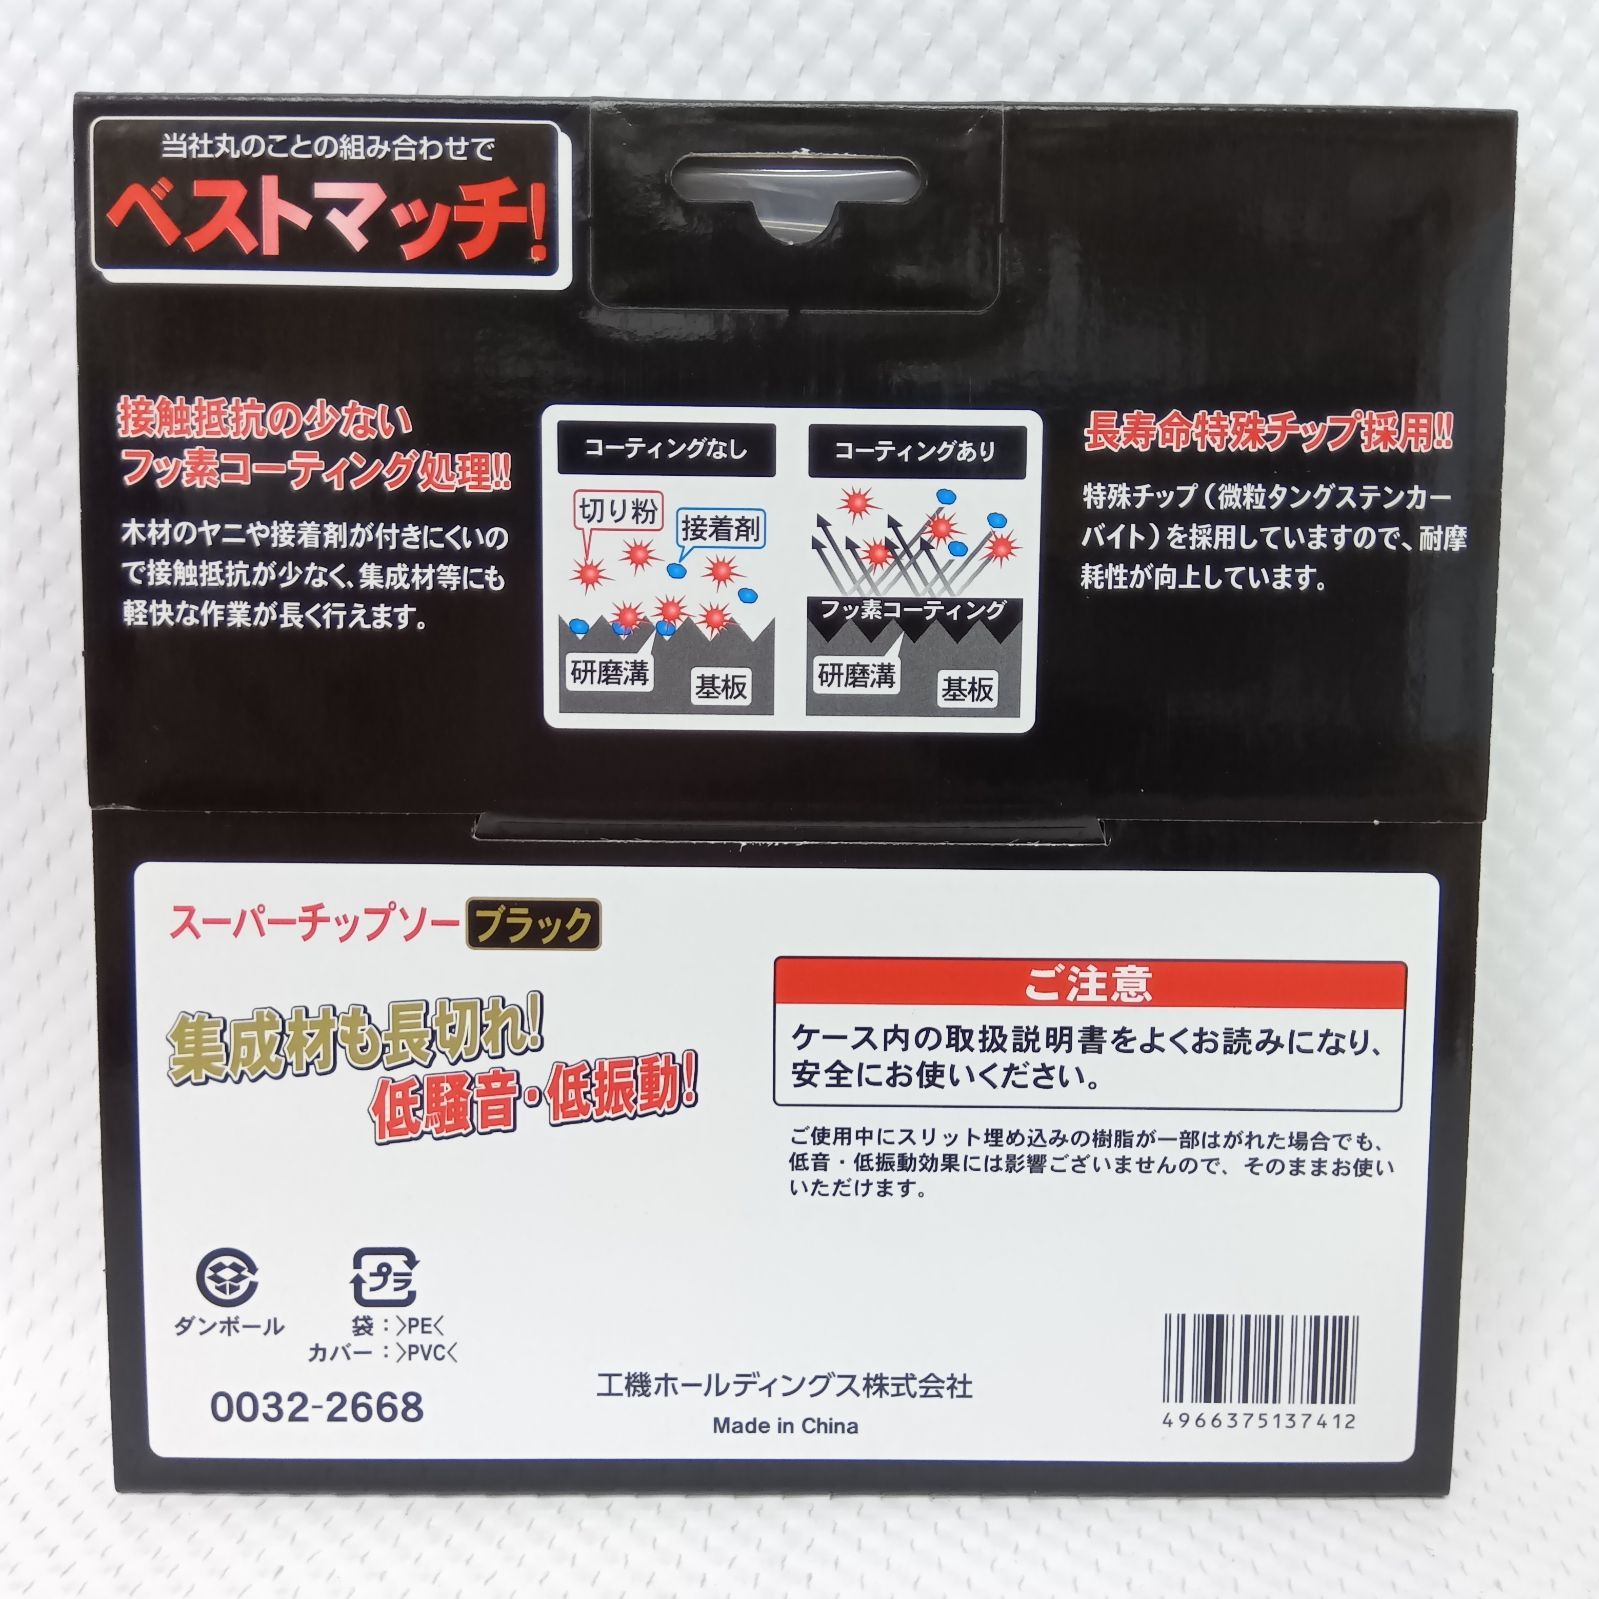 当社丸のことの組み合わせで
ベストマッチ!
接触抵抗の少ない
フッ素コーティング処理!!
木材のヤニや接着剤が付きにくいの
で接触抵抗が少なく、集成材等にも
軽快な作業が長く行えます。
コーティングなし
切り粉
接着剤
研磨溝
基板
コーティングあり
フッ素コーティング
研磨溝
基板
長寿命特殊チップ採用!!
特殊チップ(微粒タングステンカー
バイト)を採用していますので、耐摩
耗性が向上しています。
スーパーチップソー ブラック
集成材も長切れ!
低騒音・低振動!
ご注意
ケース内の取扱説明書をよくお読みになり、
安全にお使いください。
ご使用中にスリット埋め込みの樹脂が一部はがれた場合でも、
低音・低振動効果には影響ございませんので、そのままお使い
いただけます。
ダンボール
プラ
袋:>PE<
カバー:>PVC<
0032-2668
工機ホールディングス株式会社
Made in China
4966375137412